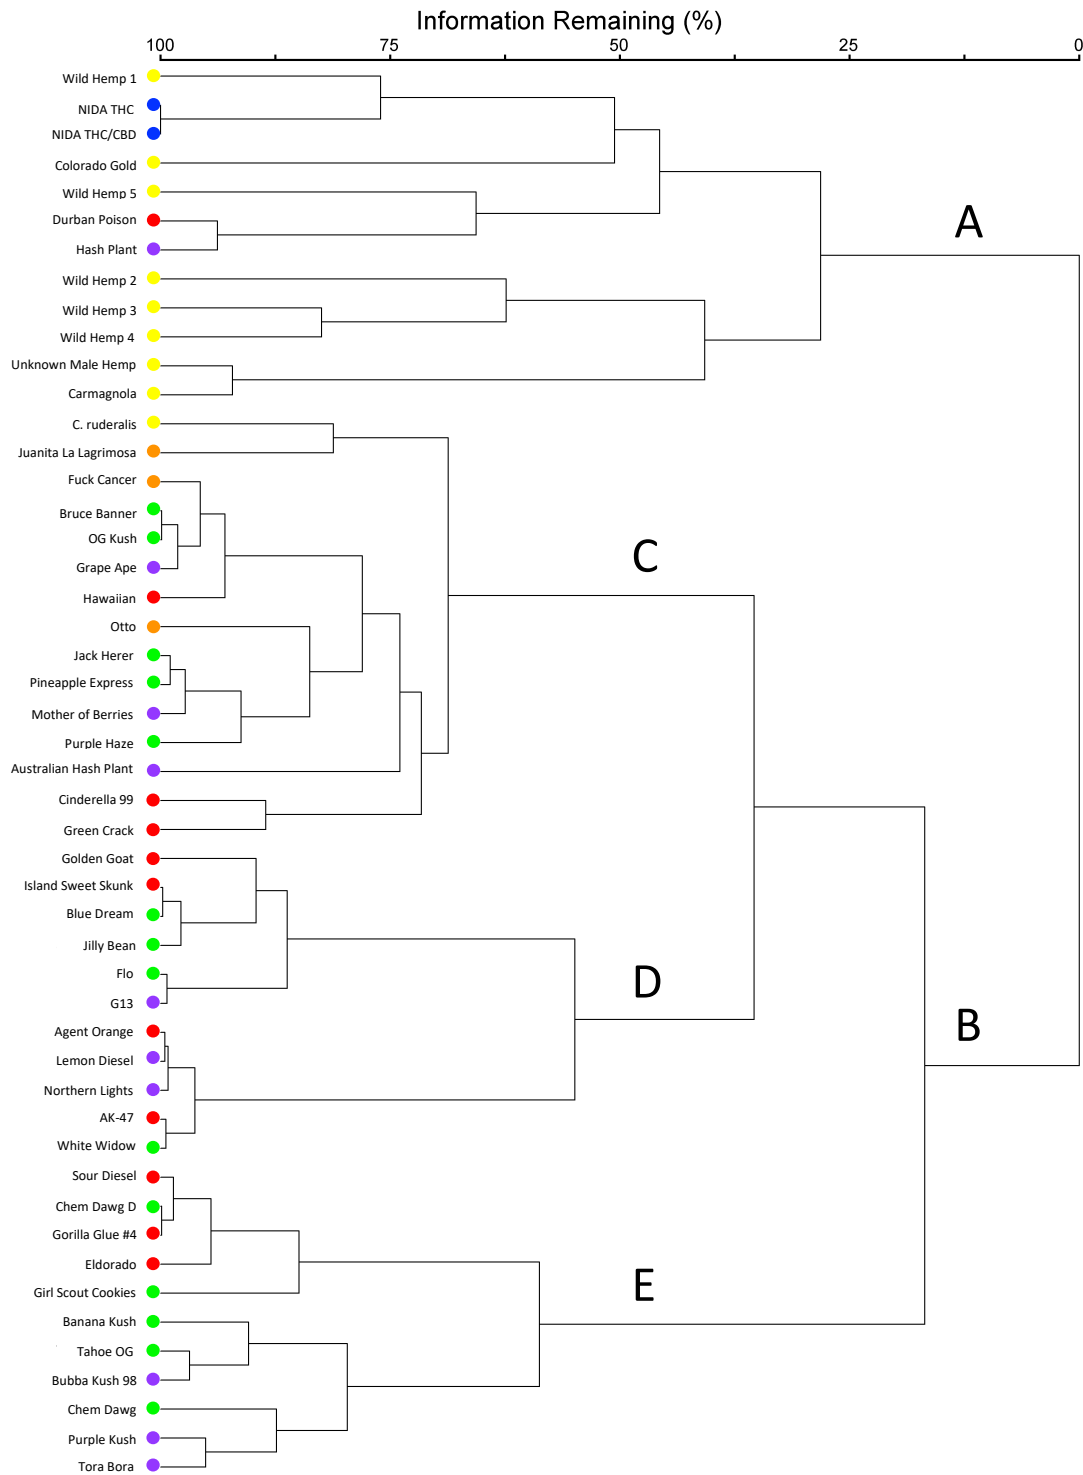 Information Remaining (%)
100 75 50 25 0
Wild Hemp 1
NIDA THC
NIDA THC/CBD
Colorado Gold
Wild Hemp 5
A
Durban Poison
Hash Plant
Wild Hemp 2
Wild Hemp 3
Wild Hemp 4
Unknown Male Hemp
Carmagnola
C. ruderalis
Juanita La Lagrimosa
Fuck Cancer
Bruce Banner
OG Kush
C
Grape Ape
Hawaiian
Otto
Jack Herer
Pineapple Express
Mother of Berries
Purple Haze
Australian Hash Plant
Cinderella 99
Green Crack
Golden Goat
Island Sweet Skunk
Blue Dream
Jilly Bean
Flo
D
G13
Agent Orange
B
Lemon Diesel
Northern Lights
AK-47
White Widow
Sour Diesel
Chem Dawg D
Gorilla Glue #4
Eldorado
E
Girl Scout Cookies
Banana Kush
Tahoe OG
Bubba Kush 98
Chem Dawg
Purple Kush
Tora Bora